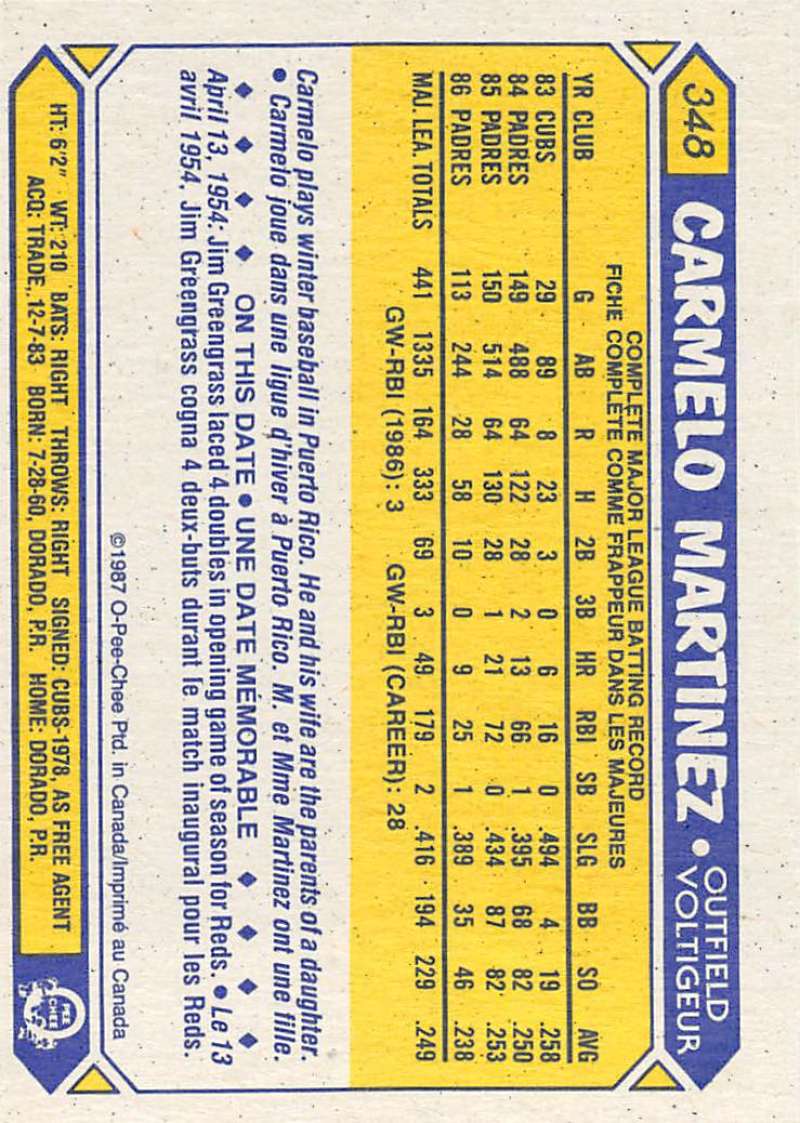 348 CARMELO MARTINEZ • OUTFIELD
VOLTIGEUR
COMPLETE MAJOR LEAGUE BATTING RECORD
FICHE COMPLÈTE COMME FRAPPEUR DANS LES MAJEURES
YR CLUB G AB R H 2B 3B HR RBI SB SLG BB SO AVG
83 CUBS 29 89 8 23 3 0 6 16 0 .494 4 19 .258
84 PADRES 149 488 64 122 28 2 13 66 1 .395 68 82 .250
85 PADRES 150 514 64 130 28 1 21 72 0 .434 87 82 .253
86 PADRES 113 244 28 58 10 0 9 25 1 .389 35 46 .238
MAJ. LEA. TOTALS 441 1335 164 333 69 3 49 179 2 .416 194 229 .249
GW-RBI (1986): 3 GW-RBI (CAREER): 28
Carmelo plays winter baseball in Puerto Rico. He and his wife are the parents of a daughter.
• Carmelo joue dans une ligue d'hiver à Puerto Rico. M. et Mme Martinez ont une fille.
◆ ◆ ◆ ◆ ON THIS DATE • UNE DATE MÉMORABLE ◆ ◆ ◆ ◆
April 13, 1954: Jim Greengrass laced 4 doubles in opening game of season for Reds. • Le 13
avril 1954, Jim Greengrass cogna 4 deux-buts durant le match inaugural pour les Reds.
©1987 O-Pee-Chee Ptd. in Canada/Imprimé au Canada
HT: 6'2" WT: 210 BATS: RIGHT THROWS: RIGHT SIGNED: CUBS-1978, AS FREE AGENT
ACQ: TRADE, 12-7-83 BORN: 7-28-60, DORADO, P.R. HOME: DORADO, P.R.
PEE
CHEE